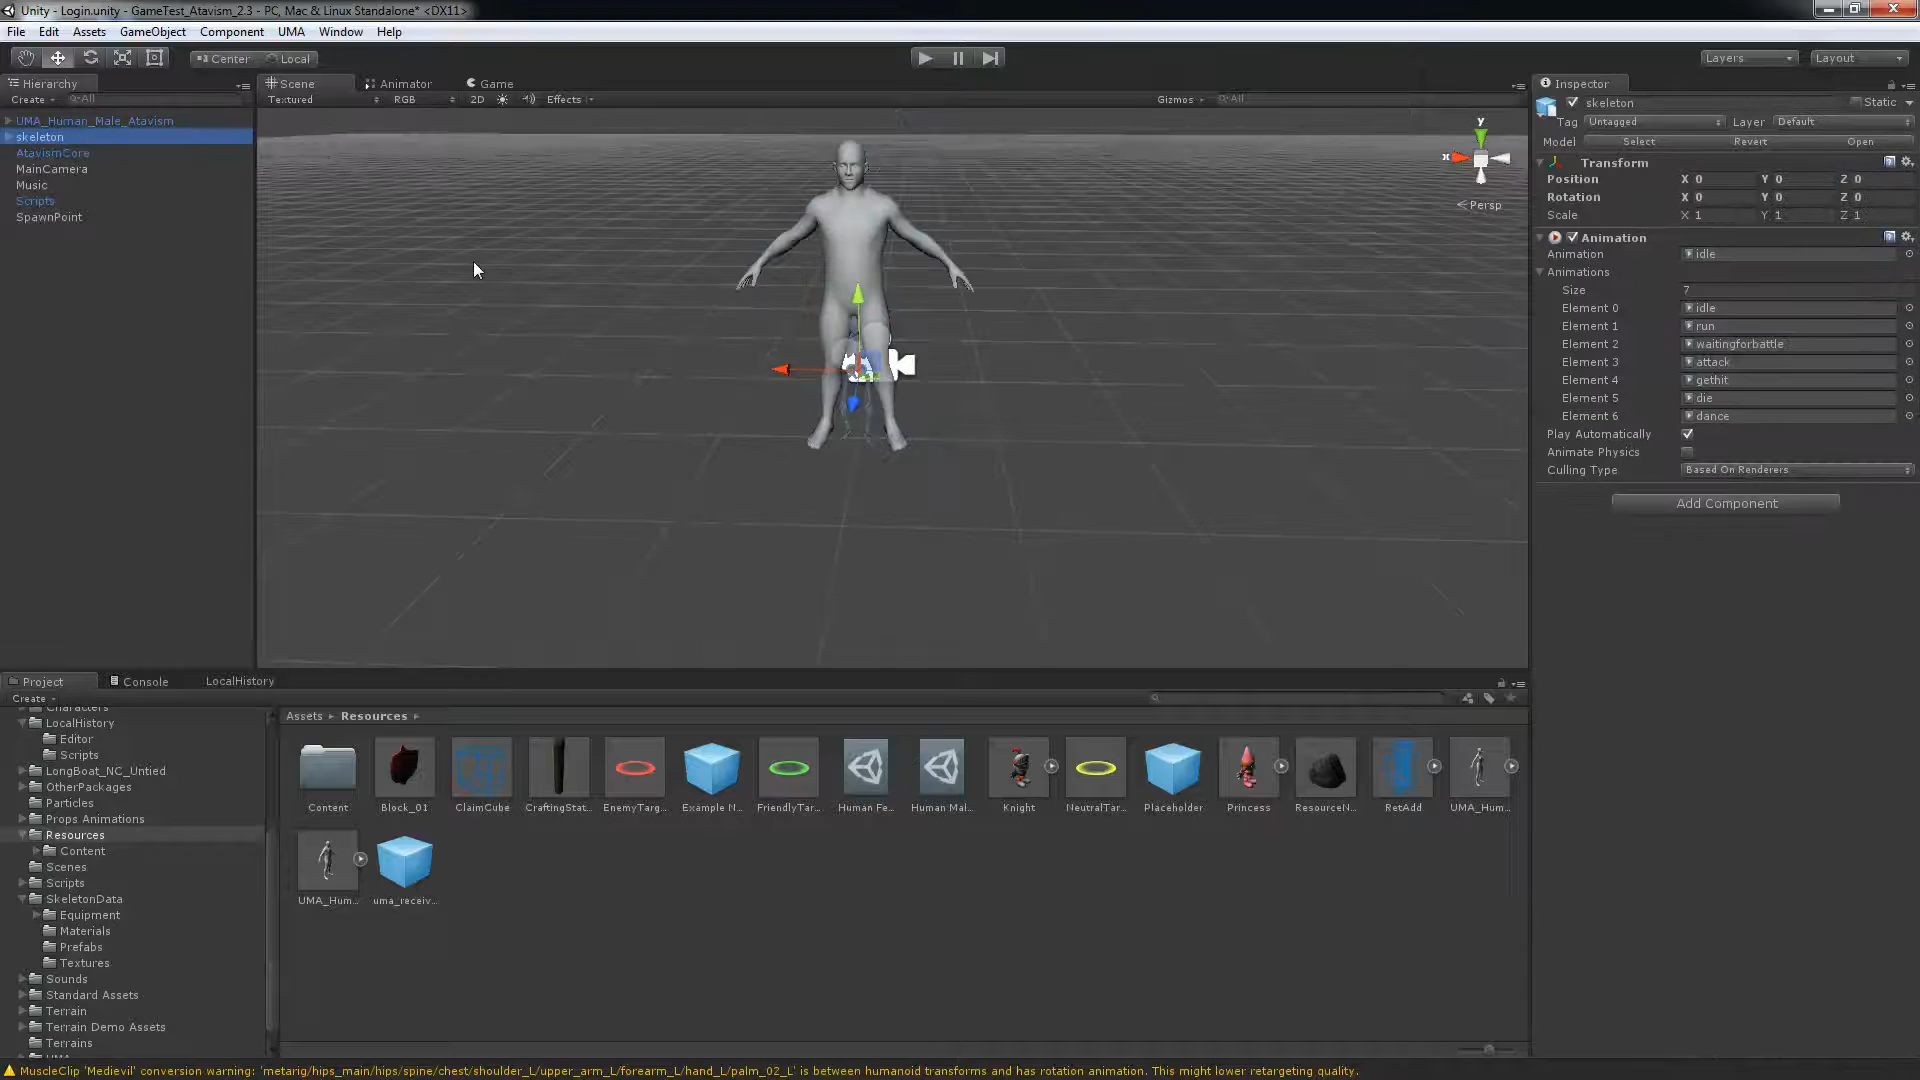 Unity - Login.unity - GameTest_Atavism_2.3 - PC, Mac & Linux Standalone* <DX11>
File Edit Assets GameObject Component UMA Window Help
Center Local Layers Layout
Hierarchy Scene Animator Game Inspector
Create All Textured RGB 2D Effects Gizmos All
skeleton Static
UMA_Human_Male_Atavism
Tag Untagged Layer Default
skeleton
Model Select Revert Open
AtavismCore
MainCamera
Music
Scripts
SpawnPoint
y
x
Persp
Transform
Position X 0 Y 0 Z 0
Rotation X 0 Y 0 Z 0
Scale X 1 Y 1 Z 1
Animation
Animation idle
Animations
Size 7
Element 0 idle
Element 1 run
Element 2 waitingforbattle
Element 3 attack
Element 4 gethit
Element 5 die
Element 6 dance
Play Automatically
Animate Physics
Culling Type Based On Renderers
Add Component
Project Console LocalHistory
Create
Characters
LocalHistory
Editor
Scripts
LongBoat_NC_Untied
OtherPackages
Particles
Props Animations
Resources
Content
Scenes
Scripts
SkeletonData
Equipment
Materials
Prefabs
Textures
Sounds
Standard Assets
Terrain
Terrain Demo Assets
Terrains
UMA
Assets Resources
Content Block_01 ClaimCube CraftingStat... EnemyTarg... Example N... FriendlyTar... Human Fe... Human Mal... Knight NeutralTar... Placeholder Princess ResourceN... RetAdd UMA_Hum...
UMA_Hum... uma_receiv...
MuscleClip 'Medievil' conversion warning: 'metarig/hips_main/hips/spine/chest/shoulder_L/upper_arm_L/forearm_L/hand_L/palm_02_L' is between humanoid transforms and has rotation animation. This might lower retargeting quality.